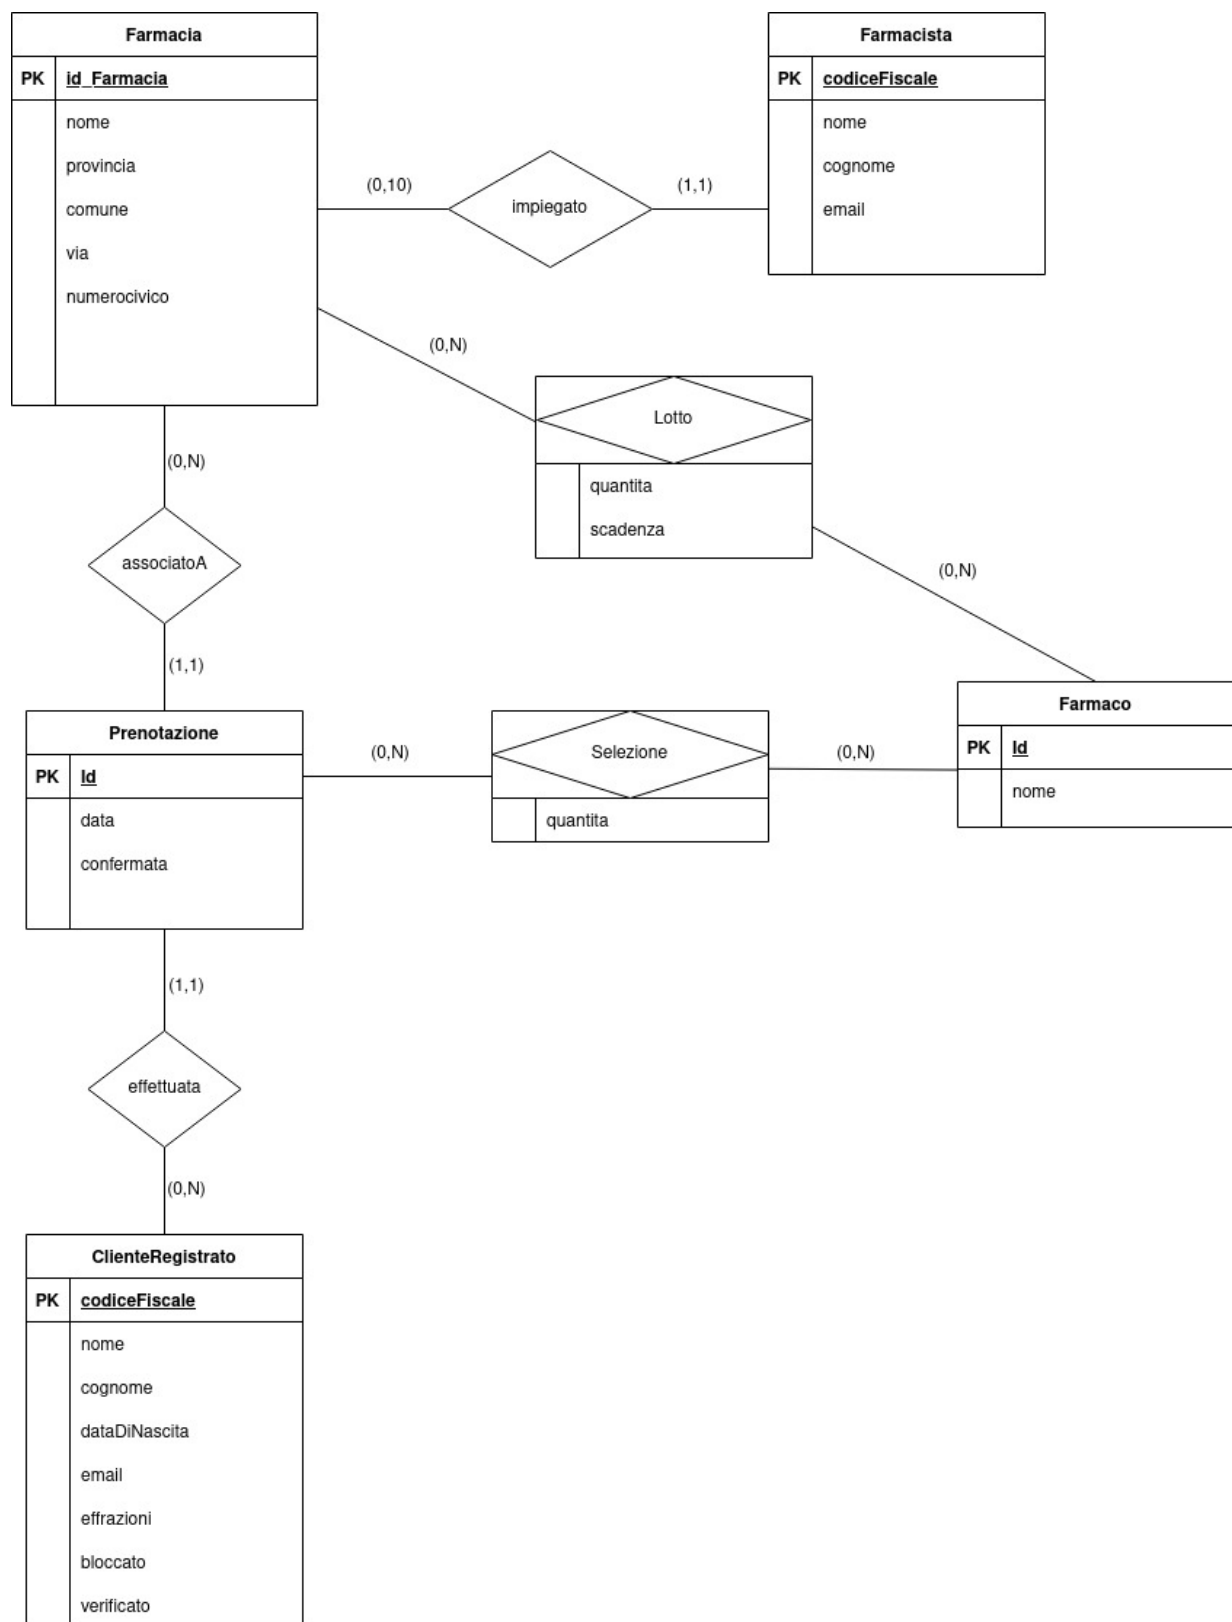 Farmacia
PK id_Farmacia
nome
provincia
comune
via
numerocivico
Farmacista
PK codiceFiscale
nome
cognome
email
(0,10)
impiegato
(1,1)
(0,N)
Lotto
quantita
scadenza
(0,N)
(0,N)
associatoA
(1,1)
Prenotazione
PK Id
data
confermata
(0,N)
Selezione
quantita
(0,N)
Farmaco
PK Id
nome
(1,1)
effettuata
(0,N)
ClienteRegistrato
PK codiceFiscale
nome
cognome
dataDiNascita
email
effrazioni
bloccato
verificato